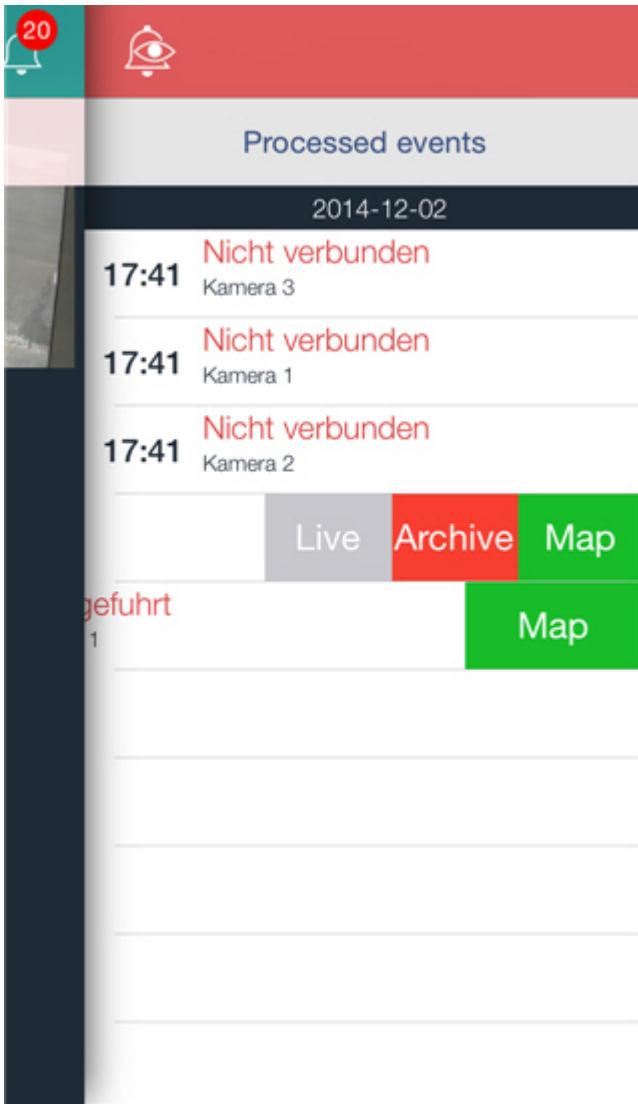 20
Processed events
2014-12-02
17:41 Nicht verbunden
Kamera 3
17:41 Nicht verbunden
Kamera 1
17:41 Nicht verbunden
Kamera 2
Live Archive Map
gefuhrt
1
Map